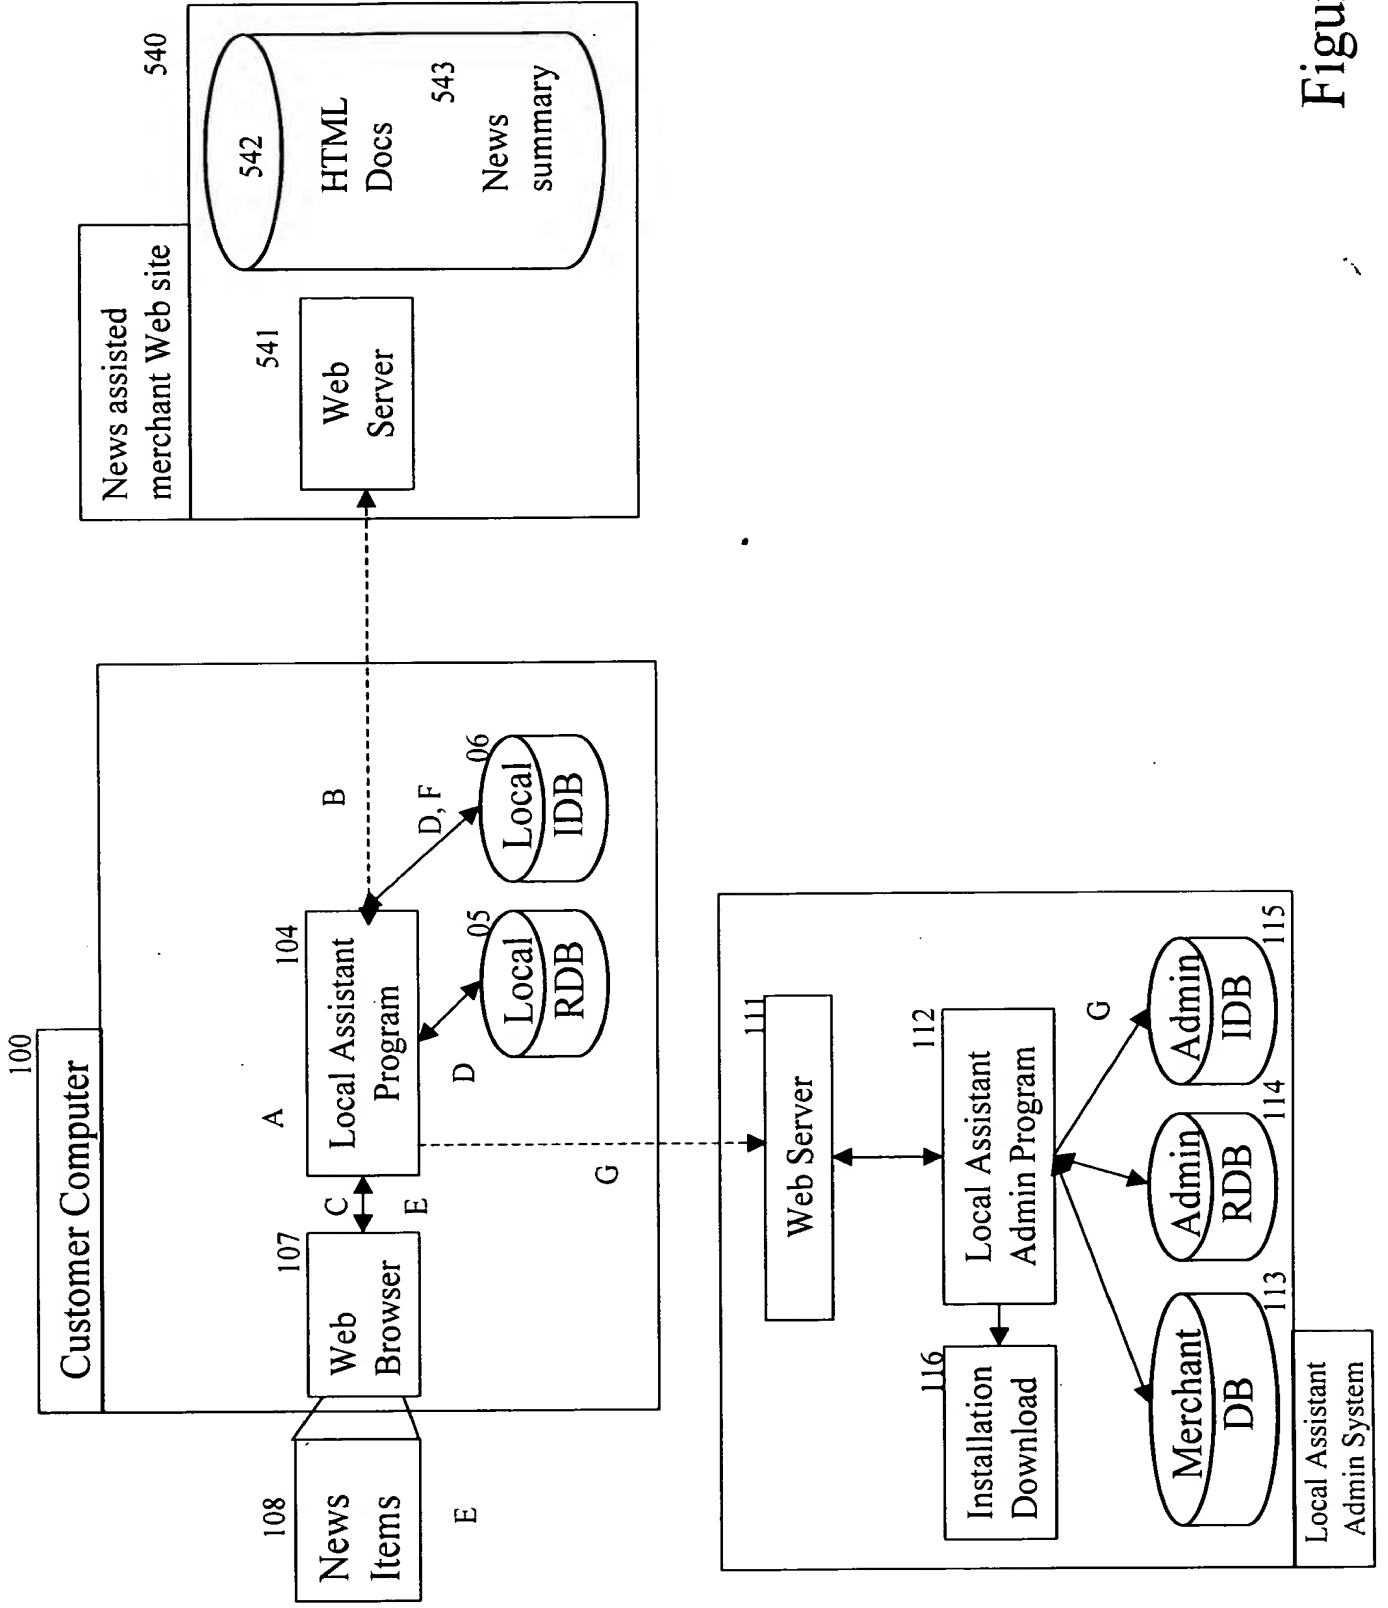 100
Customer Computer
108
News
Items
E
107
Web
Browser
C
E
A
104
Local Assistant
Program
D
05
Local
RDB
D, F
06
Local
IDB
B
G
News assisted
merchant Web site
540
541
Web
Server
542
HTML
Docs
543
News
summary
111
Web Server
112
Local Assistant
Admin Program
116
Installation
Download
G
Merchant
DB
113
Admin
RDB
114
Admin
IDB
115
Local Assistant
Admin System
Figu